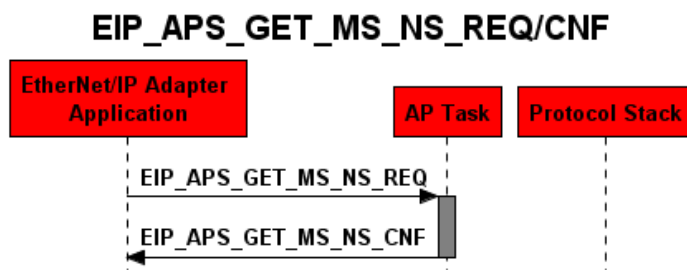 EIP_APS_GET_MS_NS_REQ/CNF
EtherNet/IP Adapter
Application
AP Task
Protocol Stack
EIP_APS_GET_MS_NS_REQ
EIP_APS_GET_MS_NS_CNF